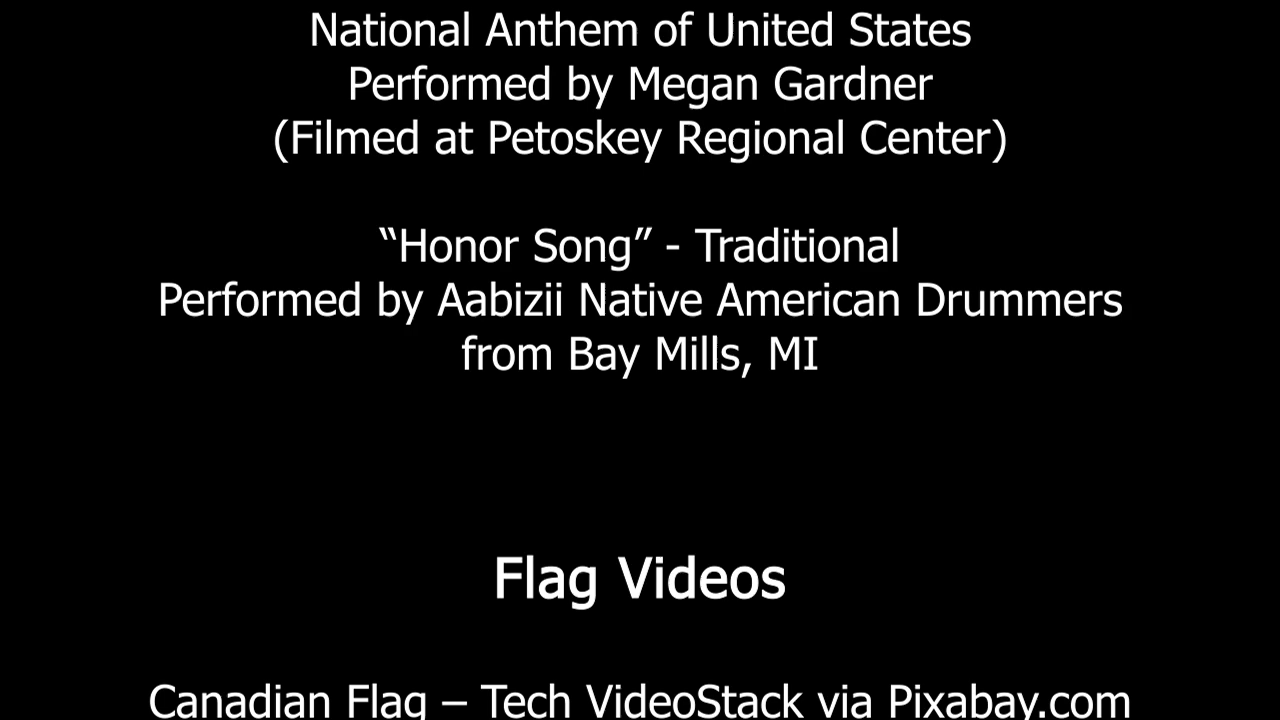 National Anthem of United States
Performed by Megan Gardner
(Filmed at Petoskey Regional Center)
“Honor Song” - Traditional
Performed by Aabizii Native American Drummers
from Bay Mills, MI
Flag Videos
Canadian Flag – Tech VideoStack via Pixabay.com